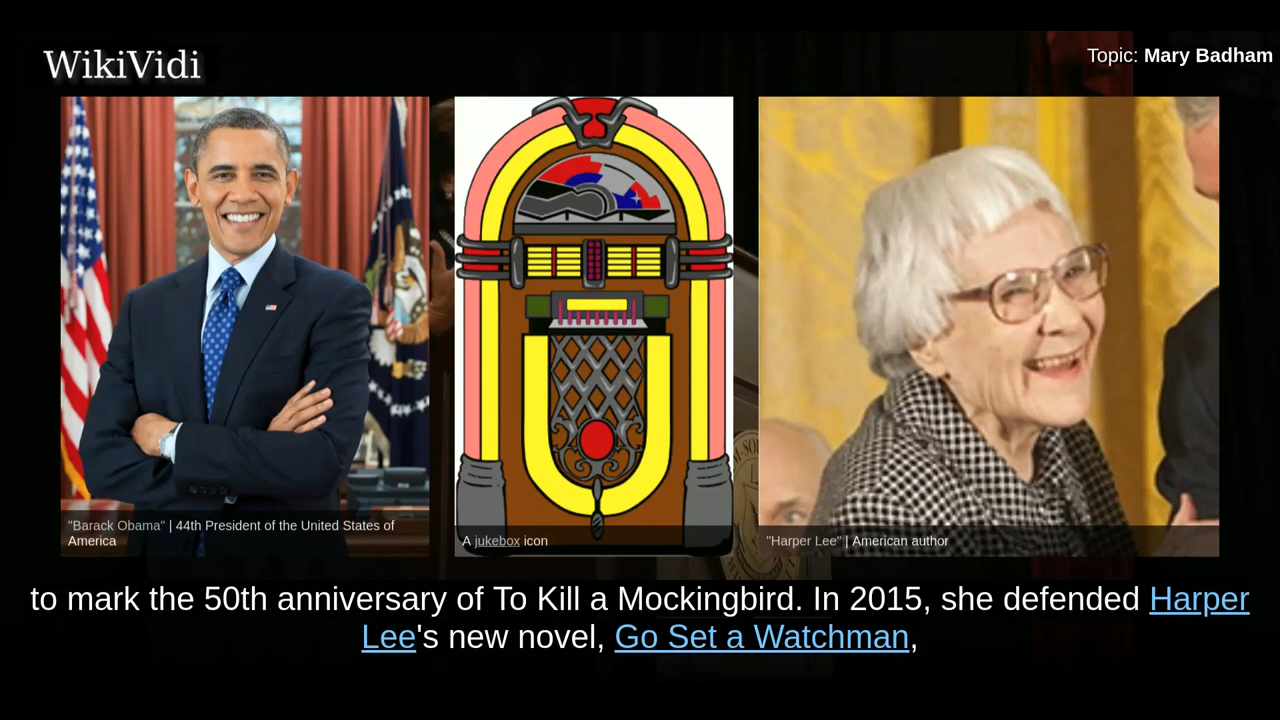 WikiVidi
Topic: Mary Badham
"Barack Obama" | 44th President of the United States of
America
A jukebox icon
"Harper Lee" | American author
to mark the 50th anniversary of To Kill a Mockingbird. In 2015, she defended Harper
Lee's new novel, Go Set a Watchman,